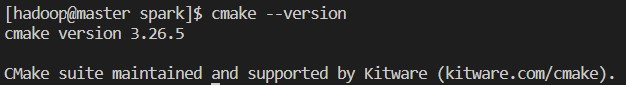 [hadoop@master spark]$ cmake --version
cmake version 3.26.5
CMake suite maintained and supported by Kitware (kitware.com/cmake).